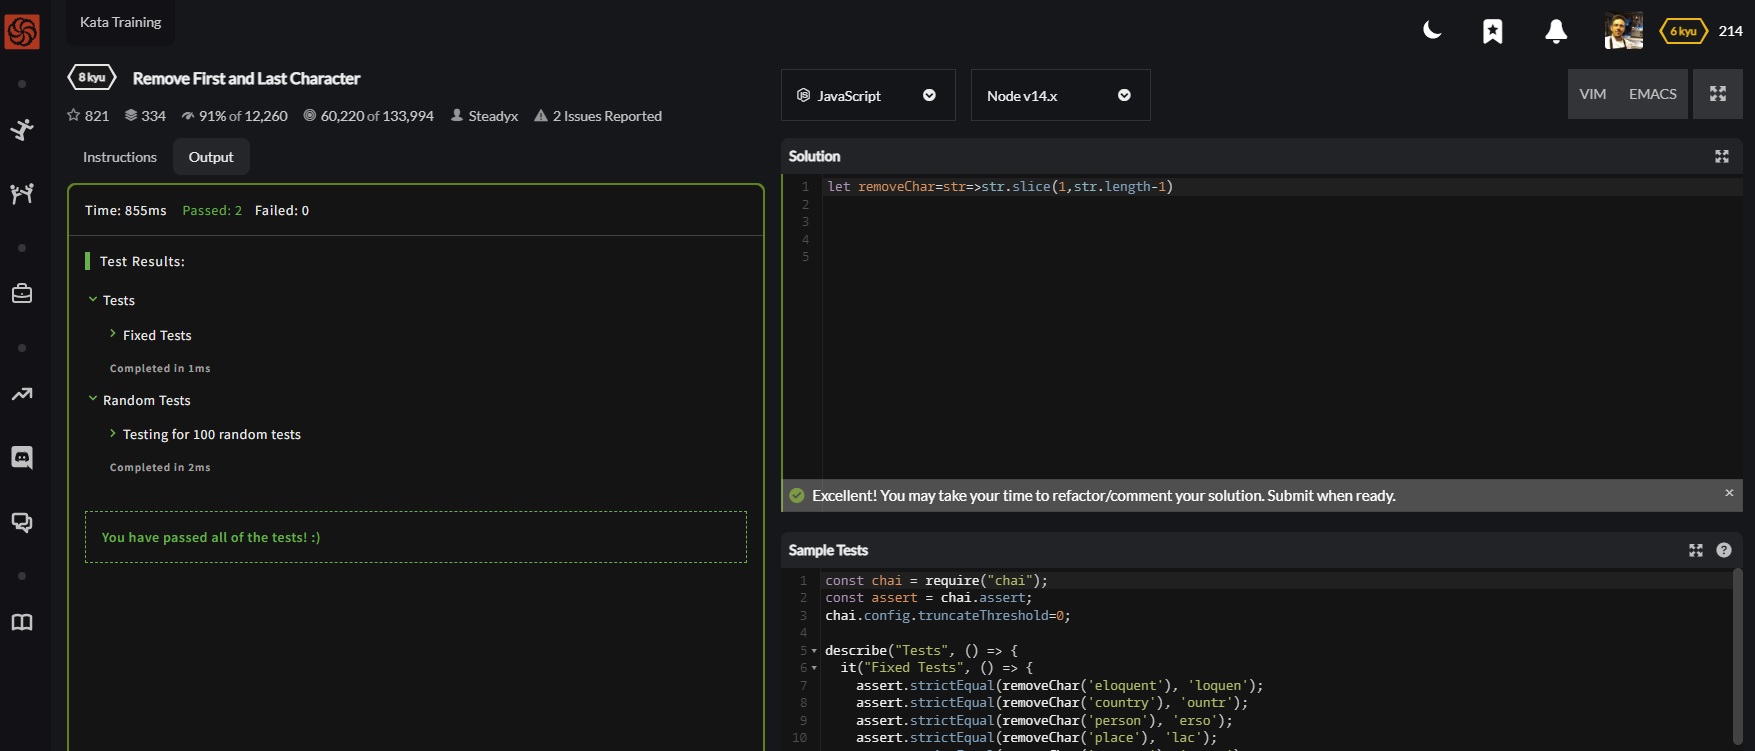 Kata Training
6 kyu 214
8 kyu Remove First and Last Character
821 334 91% of 12,260 60,220 of 133,994 Steadyx 2 Issues Reported
Instructions Output
Time: 855ms Passed: 2 Failed: 0
Test Results:
Tests
Fixed Tests
Completed in 1ms
Random Tests
Testing for 100 random tests
Completed in 2ms
You have passed all of the tests! :)
JavaScript Node v14.x VIM EMACS
Solution
1 let removeChar=str=>str.slice(1,str.length-1)
2
3
4
5
Excellent! You may take your time to refactor/comment your solution. Submit when ready. ×
Sample Tests ?
1 const chai = require("chai");
2 const assert = chai.assert;
3 chai.config.truncateThreshold=0;
4
5 describe("Tests", () => {
6 it("Fixed Tests", () => {
7 assert.strictEqual(removeChar('eloquent'), 'loquen');
8 assert.strictEqual(removeChar('country'), 'ountr');
9 assert.strictEqual(removeChar('person'), 'erso');
10 assert.strictEqual(removeChar('place'), 'lac');